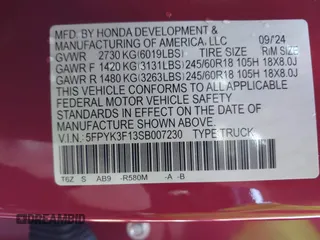 MFD. BY HONDA DEVELOPMENT &
MANUFACTURING OF AMERICA, LLC 09/24
GVWR 2730 KG(6019LBS) TIRE SIZE RIM SIZE
GAWR F 1420 KG(3131LBS) 245/60R18 105H 18X8.0J
GAWR R 1480 KG(3263LBS) 245/60R18 105H 18X8.0J
THIS VEHICLE CONFORMS TO ALL APPLICABLE
FEDERAL MOTOR VEHICLE SAFETY
STANDARDS IN EFFECT ON THE DATE OF
MANUFACTURE SHOWN ABOVE.
V.I.N.: 5FPYK3F13SB007230 TYPE: TRUCK
T6Z S AB9 -R580M -A -B
DREAMBID